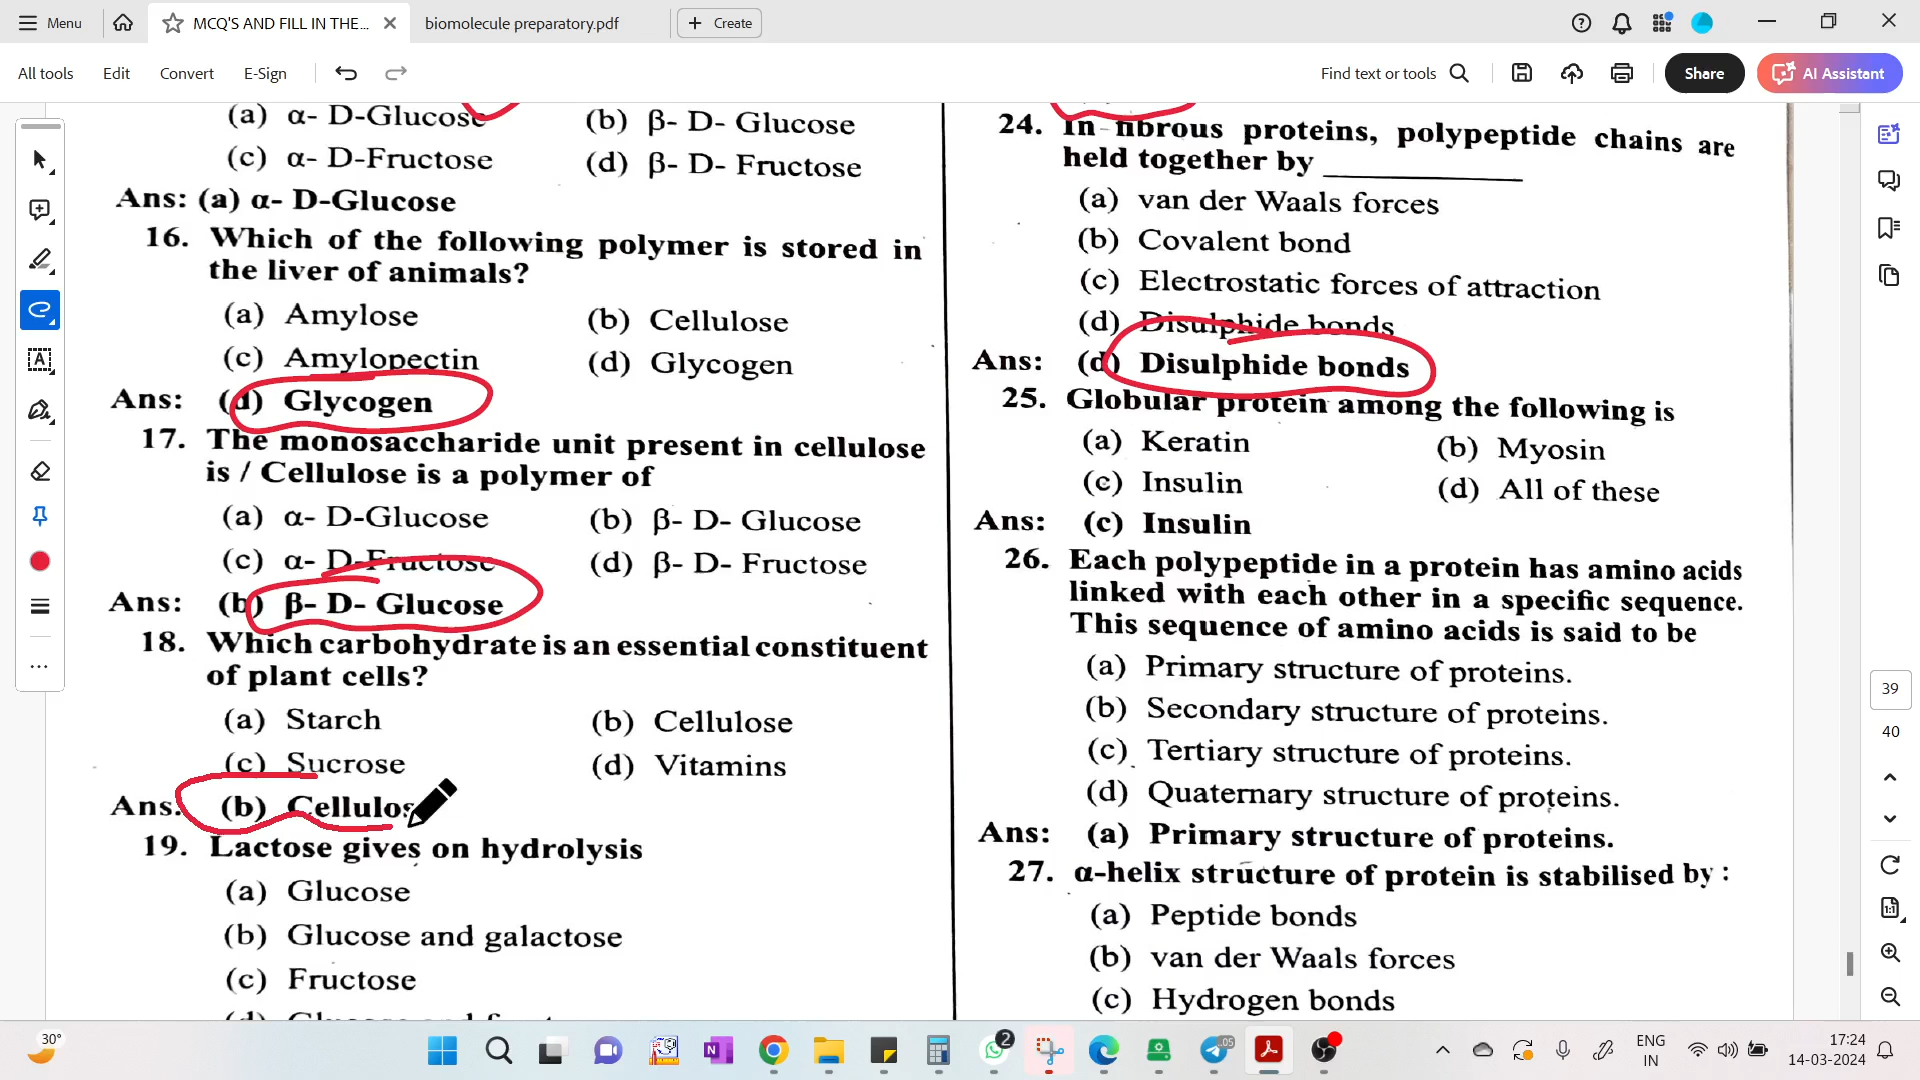 Menu
MCQ'S AND FILL IN THE...
biomolecule preparatory.pdf
Create
All tools
Edit
Convert
E-Sign
Find text or tools
Share
AI Assistant
(a) α- D-Glucose (b) β- D- Glucose
(c) α- D-Fructose (d) β- D- Fructose
Ans: (a) α- D-Glucose
16. Which of the following polymer is stored in
the liver of animals?
(a) Amylose (b) Cellulose
(c) Amylopectin (d) Glycogen
Ans: (d) Glycogen
17. The monosaccharide unit present in cellulose
is / Cellulose is a polymer of
(a) α- D-Glucose (b) β- D- Glucose
(c) α- D-Fructose (d) β- D- Fructose
Ans: (b) β- D- Glucose
18. Which carbohydrate is an essential constituent
of plant cells?
(a) Starch (b) Cellulose
(c) Sucrose (d) Vitamins
Ans: (b) Cellulos
19. Lactose gives on hydrolysis
(a) Glucose
(b) Glucose and galactose
(c) Fructose
24. In fibrous proteins, polypeptide chains are
held together by ____________
(a) van der Waals forces
(b) Covalent bond
(c) Electrostatic forces of attraction
(d) Disulphide bonds
Ans: (d) Disulphide bonds
25. Globular protein among the following is
(a) Keratin (b) Myosin
(c) Insulin (d) All of these
Ans: (c) Insulin
26. Each polypeptide in a protein has amino acids
linked with each other in a specific sequence.
This sequence of amino acids is said to be
(a) Primary structure of proteins.
(b) Secondary structure of proteins.
(c) Tertiary structure of proteins.
(d) Quaternary structure of proteins.
Ans: (a) Primary structure of proteins.
27. α-helix structure of protein is stabilised by :
(a) Peptide bonds
(b) van der Waals forces
(c) Hydrogen bonds
39
40
30°
2
.05
ENG
IN
17:24
14-03-2024